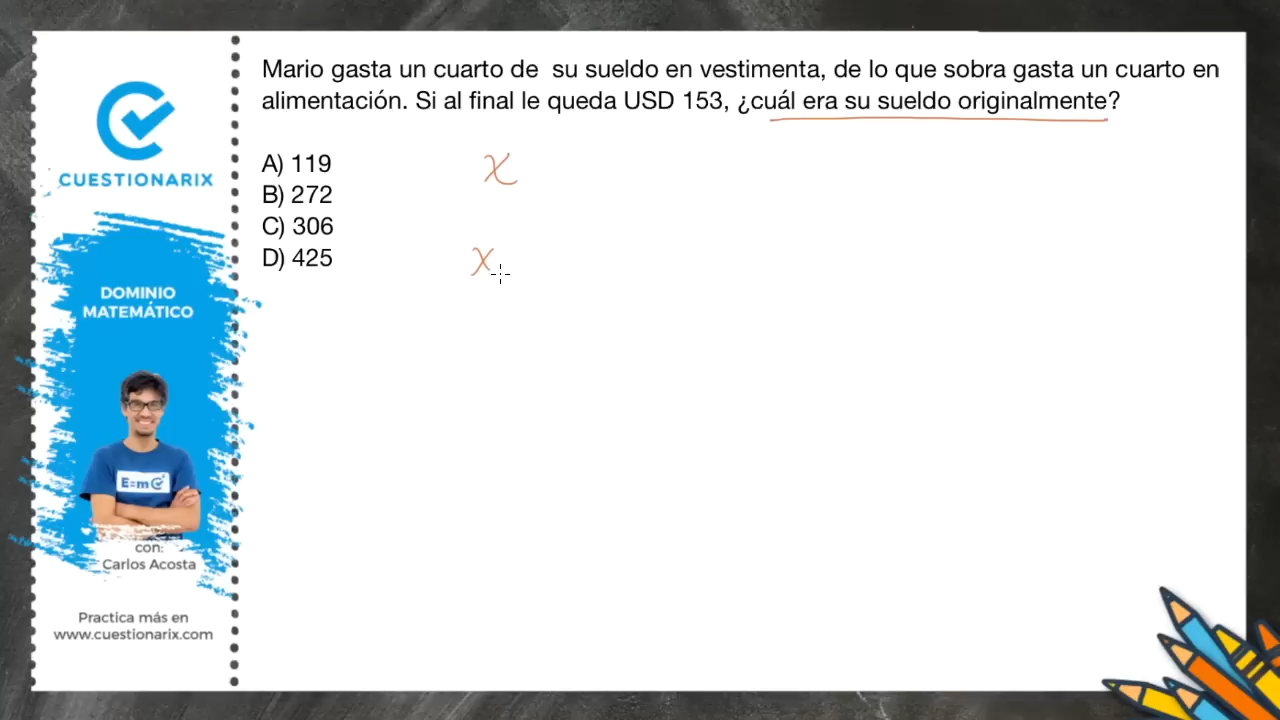 Mario gasta un cuarto de  su sueldo en vestimenta, de lo que sobra gasta un cuarto en
alimentación. Si al final le queda USD 153, ¿cuál era su sueldo originalmente?
A) 119
B) 272
C) 306
D) 425
x
x
CUESTIONARIX
DOMINIO
MATEMÁTICO
E=m
con:
Carlos Acosta
Practica más en
www.cuestionarix.com